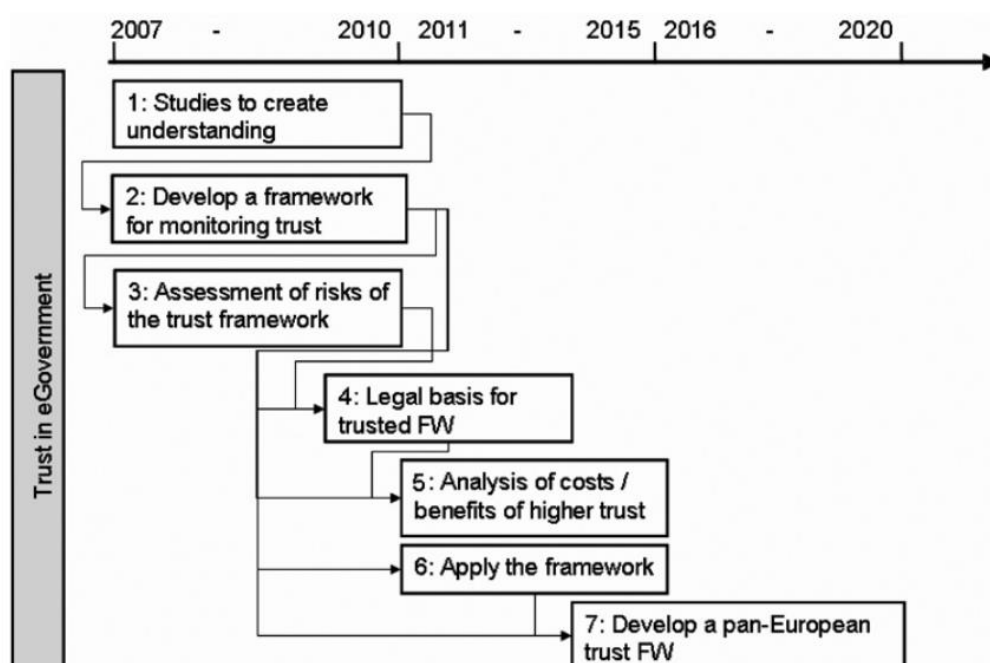 2007 - 2010 2011 - 2015 2016 - 2020
Trust in eGovernment
1: Studies to create
understanding
2: Develop a framework
for monitoring trust
3: Assessment of risks of
the trust framework
4: Legal basis for
trusted FW
5: Analysis of costs /
benefits of higher trust
6: Apply the framework
7: Develop a pan-European
trust FW